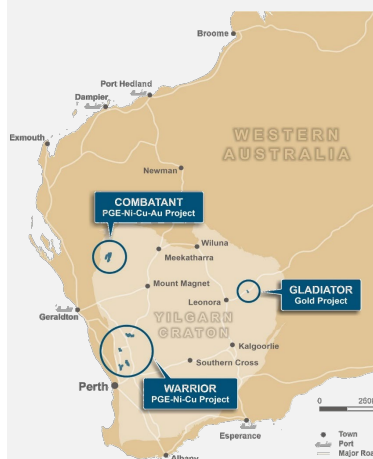 Broome
Port Hedland
Dampier
Exmouth
WESTERN
AUSTRALIA
Newman
COMBATANT
PGE-Ni-Cu-Au Project
Wiluna
Meekatharra
GLADIATOR
Gold Project
Mount Magnet
Leonora
Geraldton
YILGARN
CRATON
Kalgoorlie
Southern Cross
Perth
WARRIOR
PGE-Ni-Cu Project
0
Esperance
Town
Port
Albany